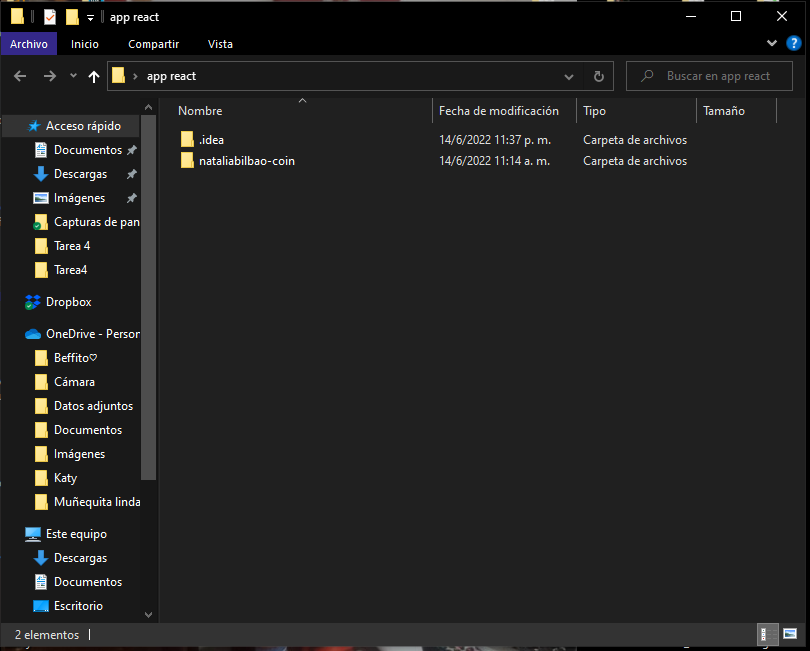 app react
Archivo Inicio Compartir Vista
app react
Buscar en app react
Nombre Fecha de modificación Tipo Tamaño
.idea 14/6/2022 11:37 p. m. Carpeta de archivos
nataliabilbao-coin 14/6/2022 11:14 a. m. Carpeta de archivos
Acceso rápido
Documentos
Descargas
Imágenes
Capturas de pan
Tarea 4
Tarea4
Dropbox
OneDrive - Person
Beffito♡
Cámara
Datos adjuntos
Documentos
Imágenes
Katy
Muñequita linda
Este equipo
Descargas
Documentos
Escritorio
2 elementos